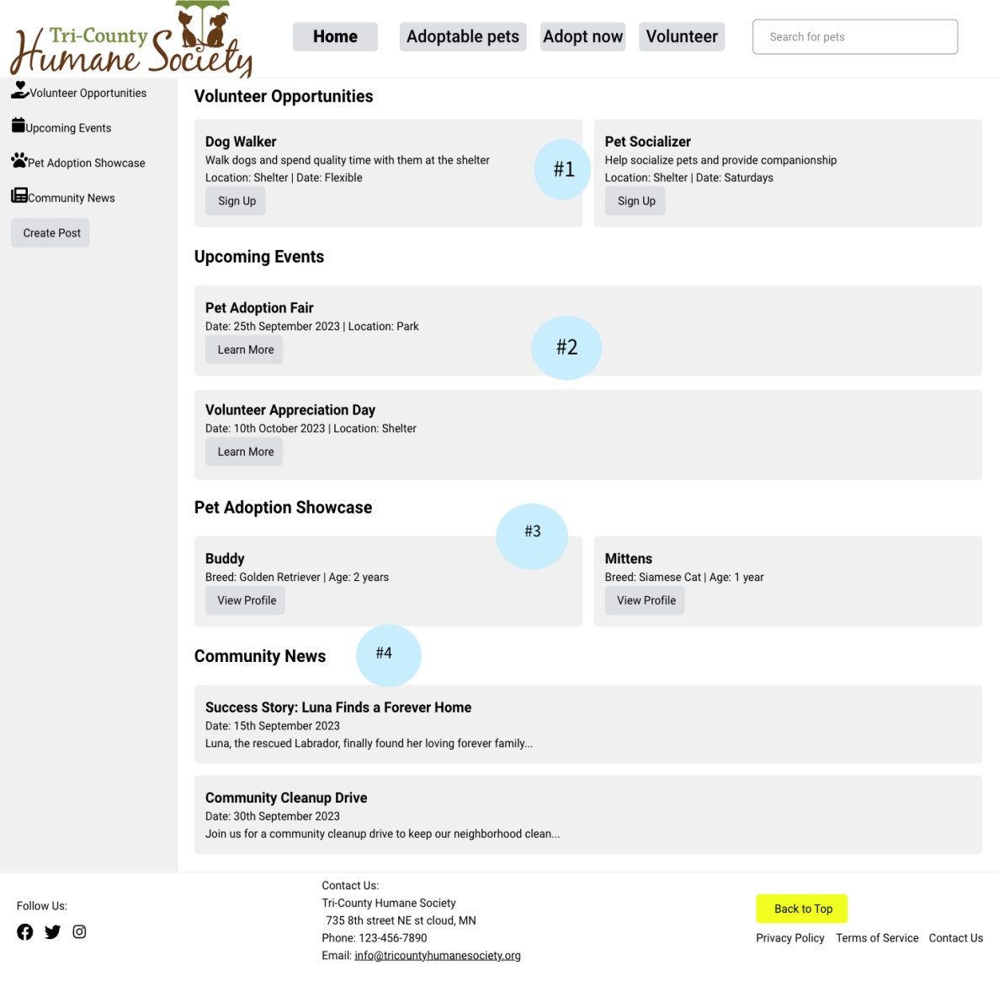 Tri-County
Humane Society
Home
Adoptable pets
Adopt now
Volunteer
Search for pets
Volunteer Opportunities
Upcoming Events
Pet Adoption Showcase
Community News
Create Post
Volunteer Opportunities
Dog Walker
Walk dogs and spend quality time with them at the shelter
Location: Shelter | Date: Flexible
Sign Up
#1
Pet Socializer
Help socialize pets and provide companionship
Location: Shelter | Date: Saturdays
Sign Up
Upcoming Events
Pet Adoption Fair
Date: 25th September 2023 | Location: Park
Learn More
#2
Volunteer Appreciation Day
Date: 10th October 2023 | Location: Shelter
Learn More
Pet Adoption Showcase
#3
Buddy
Breed: Golden Retriever | Age: 2 years
View Profile
Mittens
Breed: Siamese Cat | Age: 1 year
View Profile
Community News
#4
Success Story: Luna Finds a Forever Home
Date: 15th September 2023
Luna, the rescued Labrador, finally found her loving forever family...
Community Cleanup Drive
Date: 30th September 2023
Join us for a community cleanup drive to keep our neighborhood clean...
Follow Us:
Contact Us:
Tri-County Humane Society
735 8th street NE st cloud, MN
Phone: 123-456-7890
Email: info@tricountyhumanesociety.org
Back to Top
Privacy Policy
Terms of Service
Contact Us